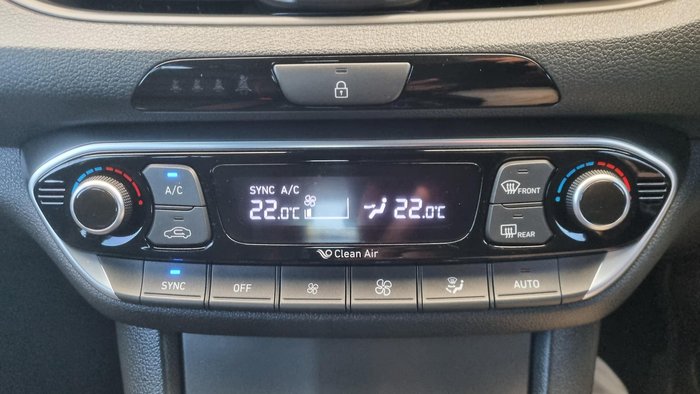 A/C
SYNC A/C
22.0°C
22.0°C
FRONT
REAR
Clean Air
SYNC
OFF
AUTO